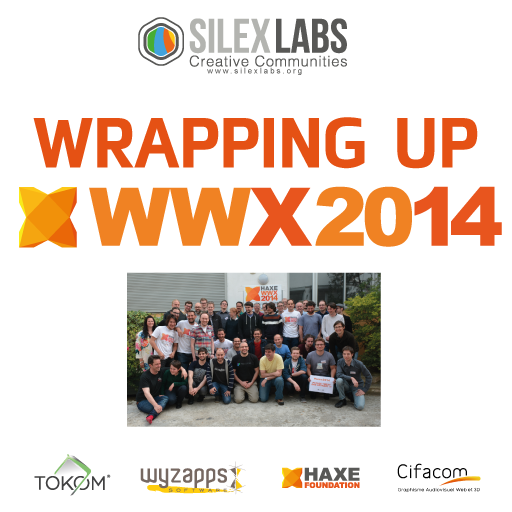 SILEX LABS
Creative Communities
www.silexlabs.org
WRAPPING UP
WWX2014
HAXE
WWX
2014
TOKOM®
wyzapps
SOFTWARE
HAXE
FOUNDATION
Cifacom
Graphisme Audiovisuel Web et 3D